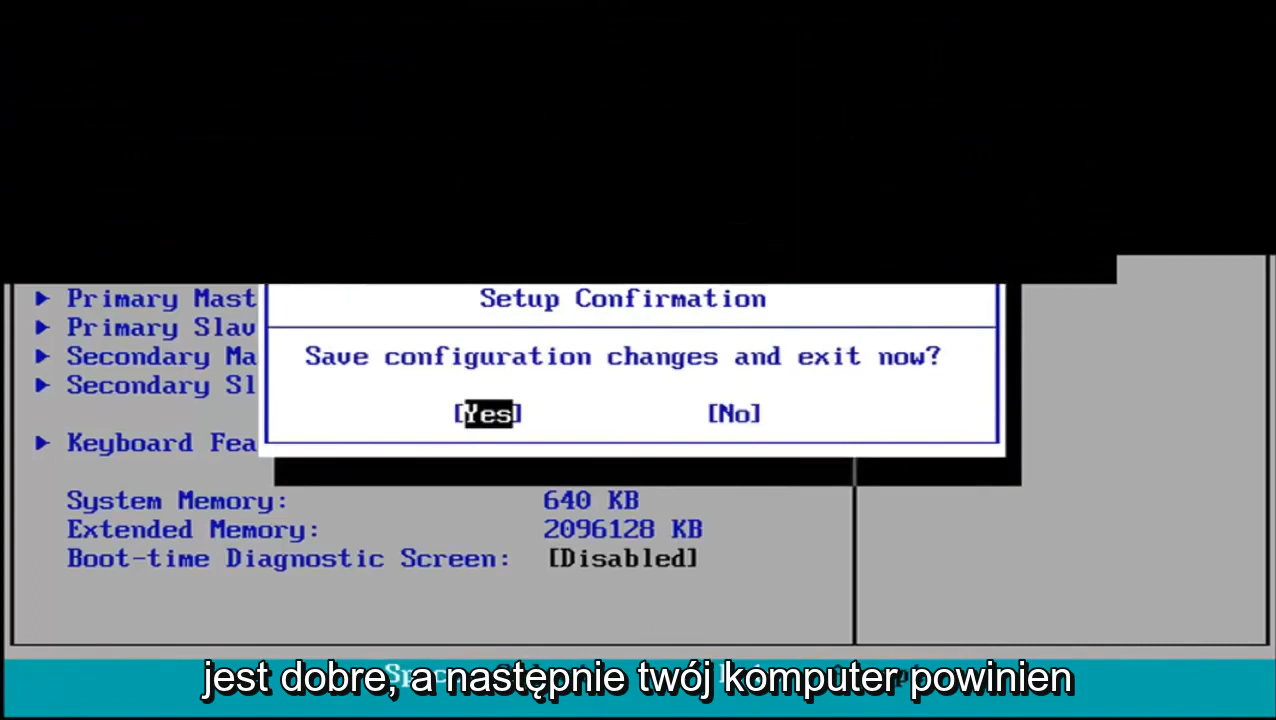 Primary Mast
Setup Confirmation
Primary Slav
Secondary Ma
Save configuration changes and exit now?
Secondary Sl
[Yes]
[No]
Keyboard Fea
System Memory: 640 KB
Extended Memory: 2096128 KB
Boot-time Diagnostic Screen: [Disabled]
jest dobre, a następnie twój komputer powinien